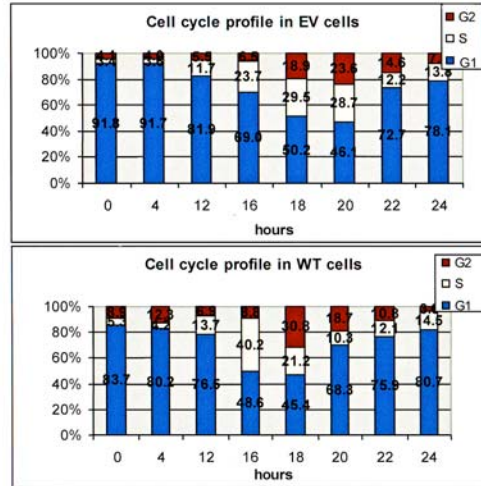 Cell cycle profile in EV cells
G2
S
G1
100%
80%
60%
40%
20%
0%
18.9 23.6 14.6
11.7 23.7 29.5 28.7 12.2 13.8
91.8 91.7 81.9 69.0 50.2 46.1 72.7 78.1
0 4 12 16 18 20 22 24
hours
Cell cycle profile in WT cells
G2
S
G1
100%
80%
60%
40%
20%
0%
12.3 30.8 18.7 10.8
5.3 4.2 13.7 40.2 21.2 10.3 12.1 14.5
83.7 80.2 76.5 48.6 45.4 68.3 75.9 80.7
0 4 12 16 18 20 22 24
hours